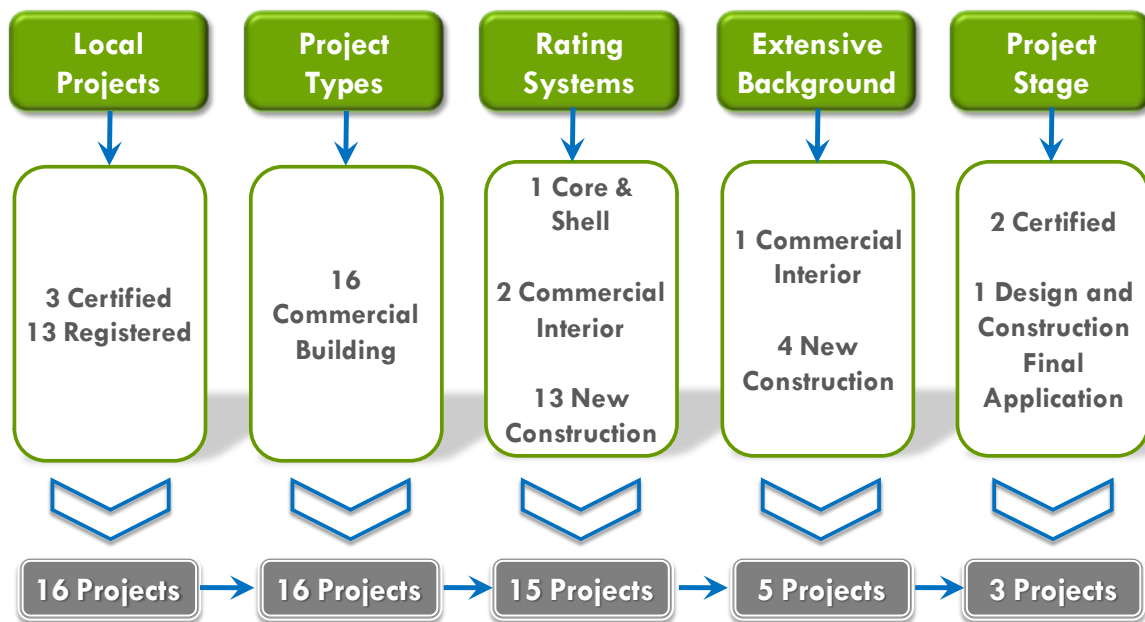 Local
Projects
Project
Types
Rating
Systems
Extensive
Background
Project
Stage
3 Certified
13 Registered
16
Commercial
Building
1 Core &
Shell
2 Commercial
Interior
13 New
Construction
1 Commercial
Interior
4 New
Construction
2 Certified
1 Design and
Construction
Final
Application
16 Projects
16 Projects
15 Projects
5 Projects
3 Projects